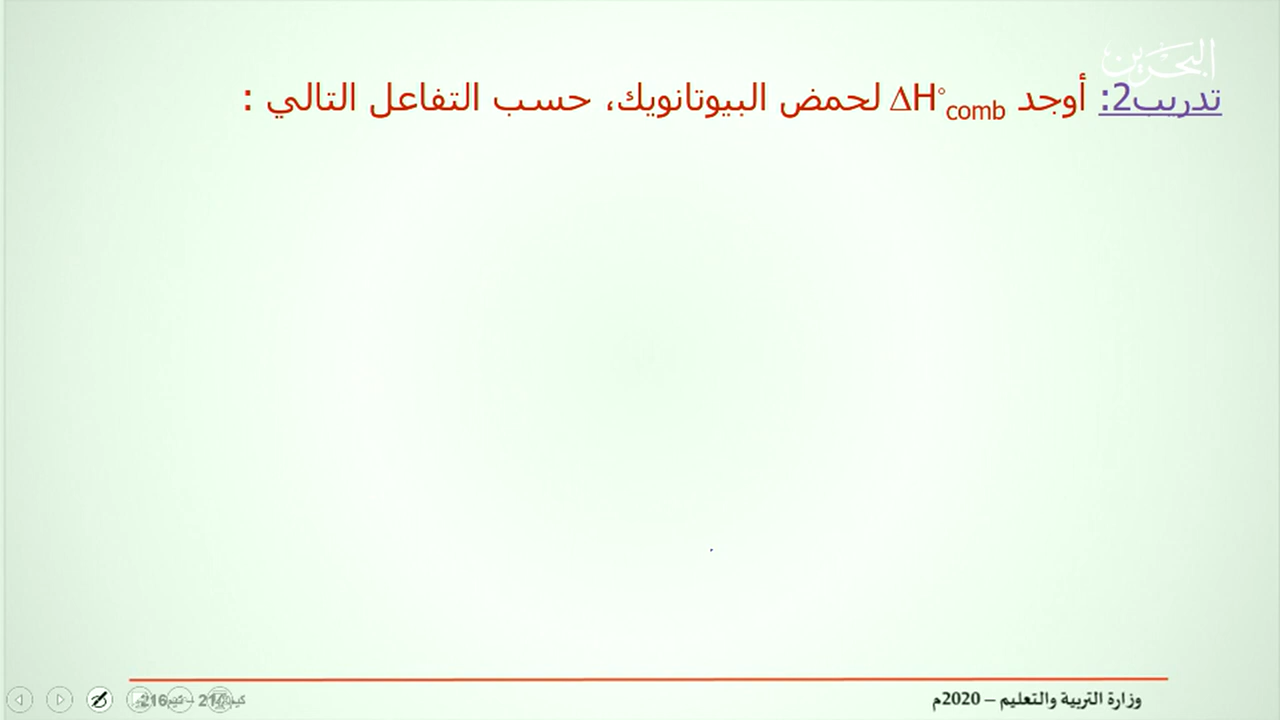 البحرين
تدريب2: أوجد ΔH°comb لحمض البيوتانويك، حسب التفاعل التالي :
وزارة التربية والتعليم – 2020م